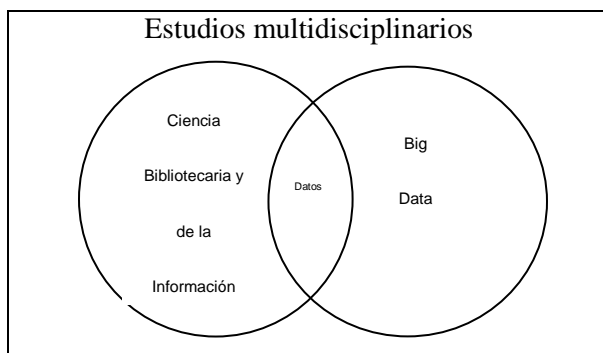 Estudios multidisciplinarios
Ciencia
Bibliotecaria y
de la
Información
Datos
Big
Data